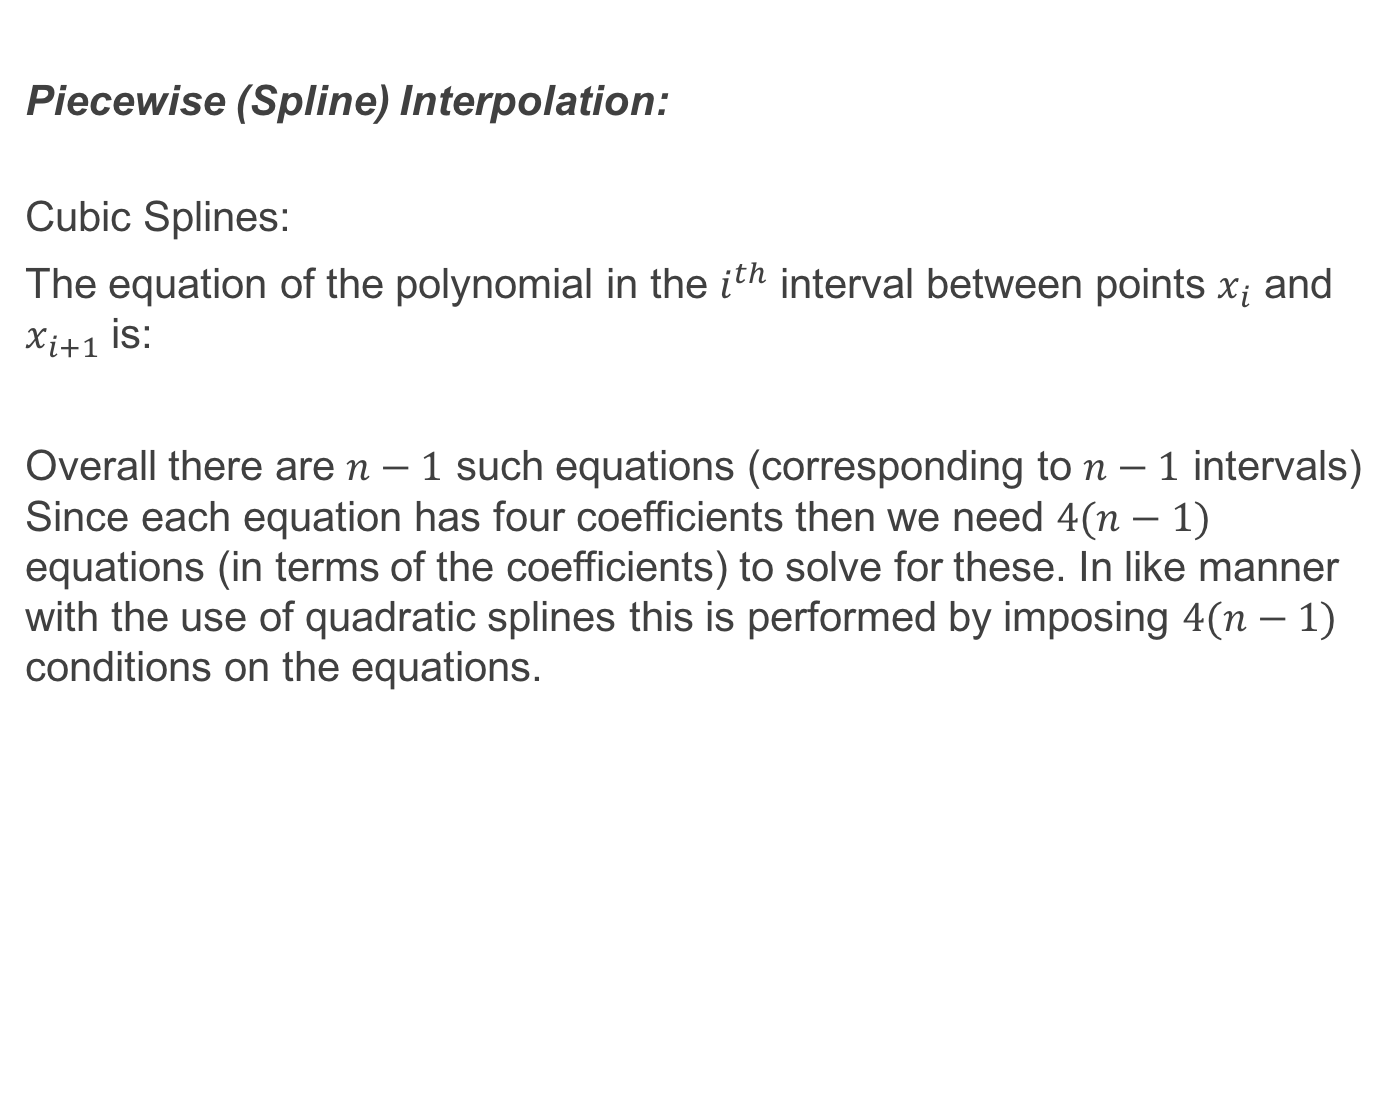 Piecewise (Spline) Interpolation:
Cubic Splines:
The equation of the polynomial in the $i^{th}$ interval between points $x_i$ and
$x_{i+1}$ is:
Overall there are $n - 1$ such equations (corresponding to $n - 1$ intervals)
Since each equation has four coefficients then we need $4(n - 1)$
equations (in terms of the coefficients) to solve for these. In like manner
with the use of quadratic splines this is performed by imposing $4(n - 1)$
conditions on the equations.